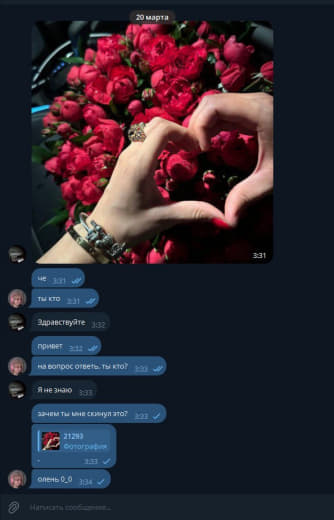 20 марта
3:31
че 3:31
ты кто 3:31
Здравствуйте 3:32
привет 3:32
на вопрос ответь, ты кто? 3:33
Я не знаю 3:33
зачем ты мне скинул это? 3:33
21293
Фотография
- 3:33
олень 0_0 3:34
Написать сообщение...